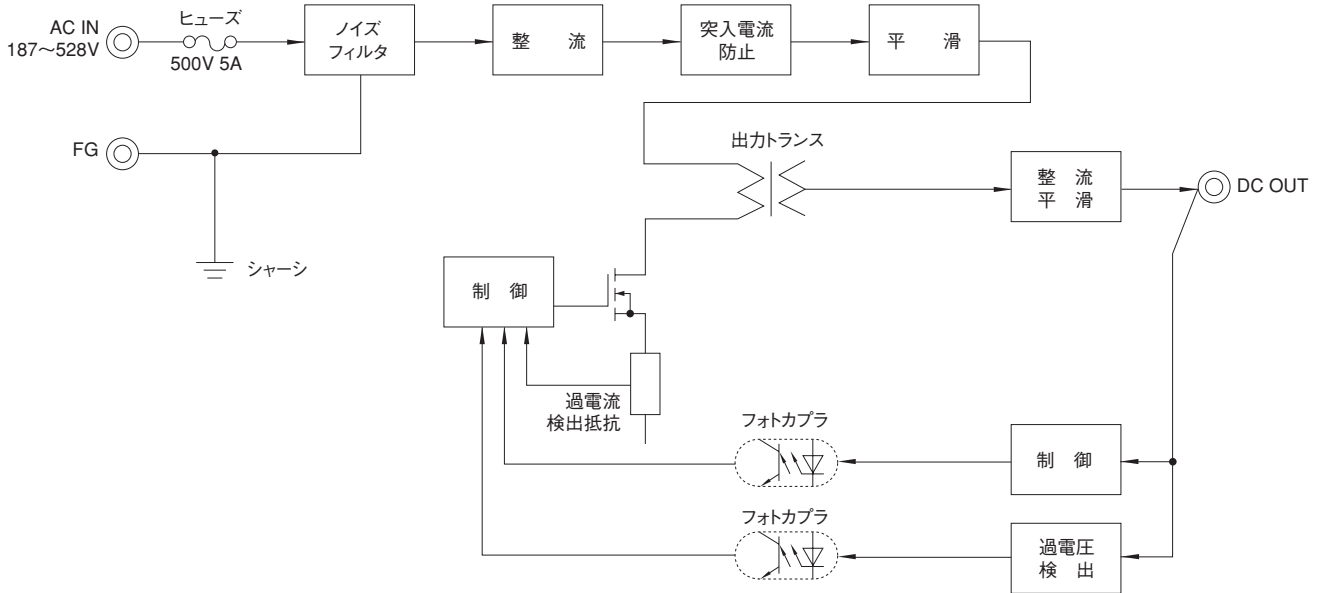 AC IN
187～528V
ヒューズ
500V 5A
ノイズ
フィルタ
整　流
突入電流
防止
平　滑
FG
シャーシ
出力トランス
整　流
平　滑
DC OUT
制　御
過電流
検出抵抗
フォトカプラ
制　御
フォトカプラ
過電圧
検　出